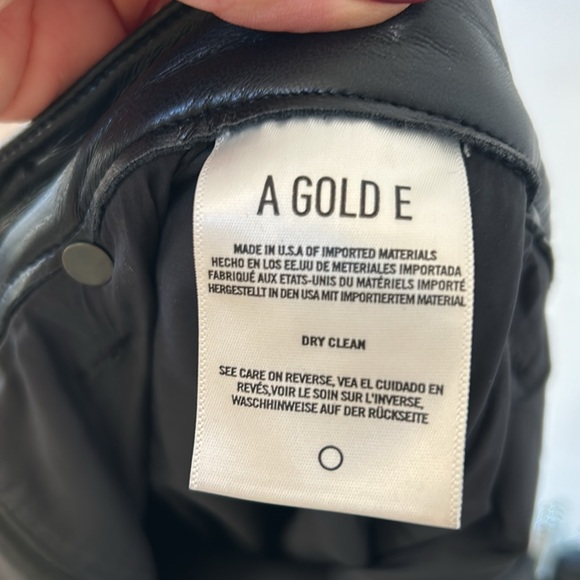 A GOLD E
MADE IN U.S.A OF IMPORTED MATERIALS
HECHO EN LOS EE.UU DE METERIALES IMPORTADA
FABRIQUÉ AUX ETATS-UNIS DU MATÉRIELS IMPORTÉ
HERGESTELLT IN DEN USA MIT IMPORTIERTEM MATERIAL
DRY CLEAN
SEE CARE ON REVERSE, VEA EL CUIDADO EN
REVÉS,VOIR LE SOIN SUR L'INVERSE,
WASCHHINWEISE AUF DER RÜCKSEITE